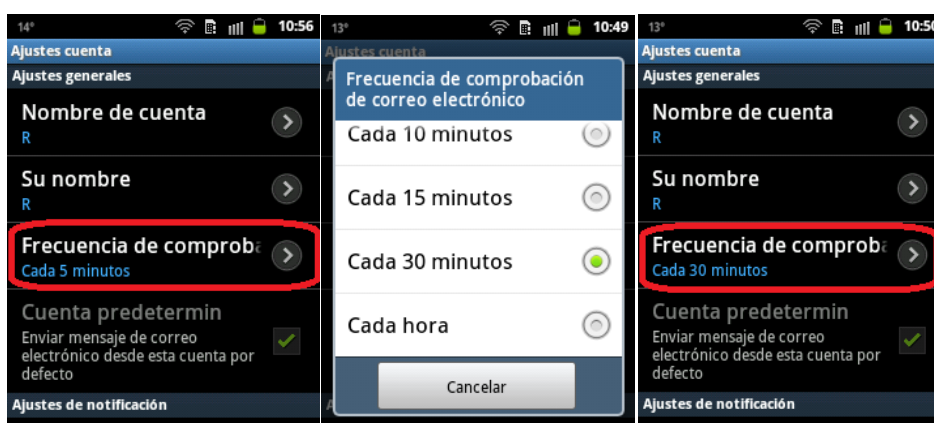 14°
10:56
Ajustes cuenta
Ajustes generales
Nombre de cuenta
R
Su nombre
R
Frecuencia de comproba
Cada 5 minutos
Cuenta predetermin
Enviar mensaje de correo
electrónico desde esta cuenta por
defecto
Ajustes de notificación
13°
10:49
Ajustes cuenta
Frecuencia de comprobación
de correo electrónico
Cada 10 minutos
Cada 15 minutos
Cada 30 minutos
Cada hora
Cancelar
13°
10:50
Ajustes cuenta
Ajustes generales
Nombre de cuenta
R
Su nombre
R
Frecuencia de comproba
Cada 30 minutos
Cuenta predetermin
Enviar mensaje de correo
electrónico desde esta cuenta por
defecto
Ajustes de notificación